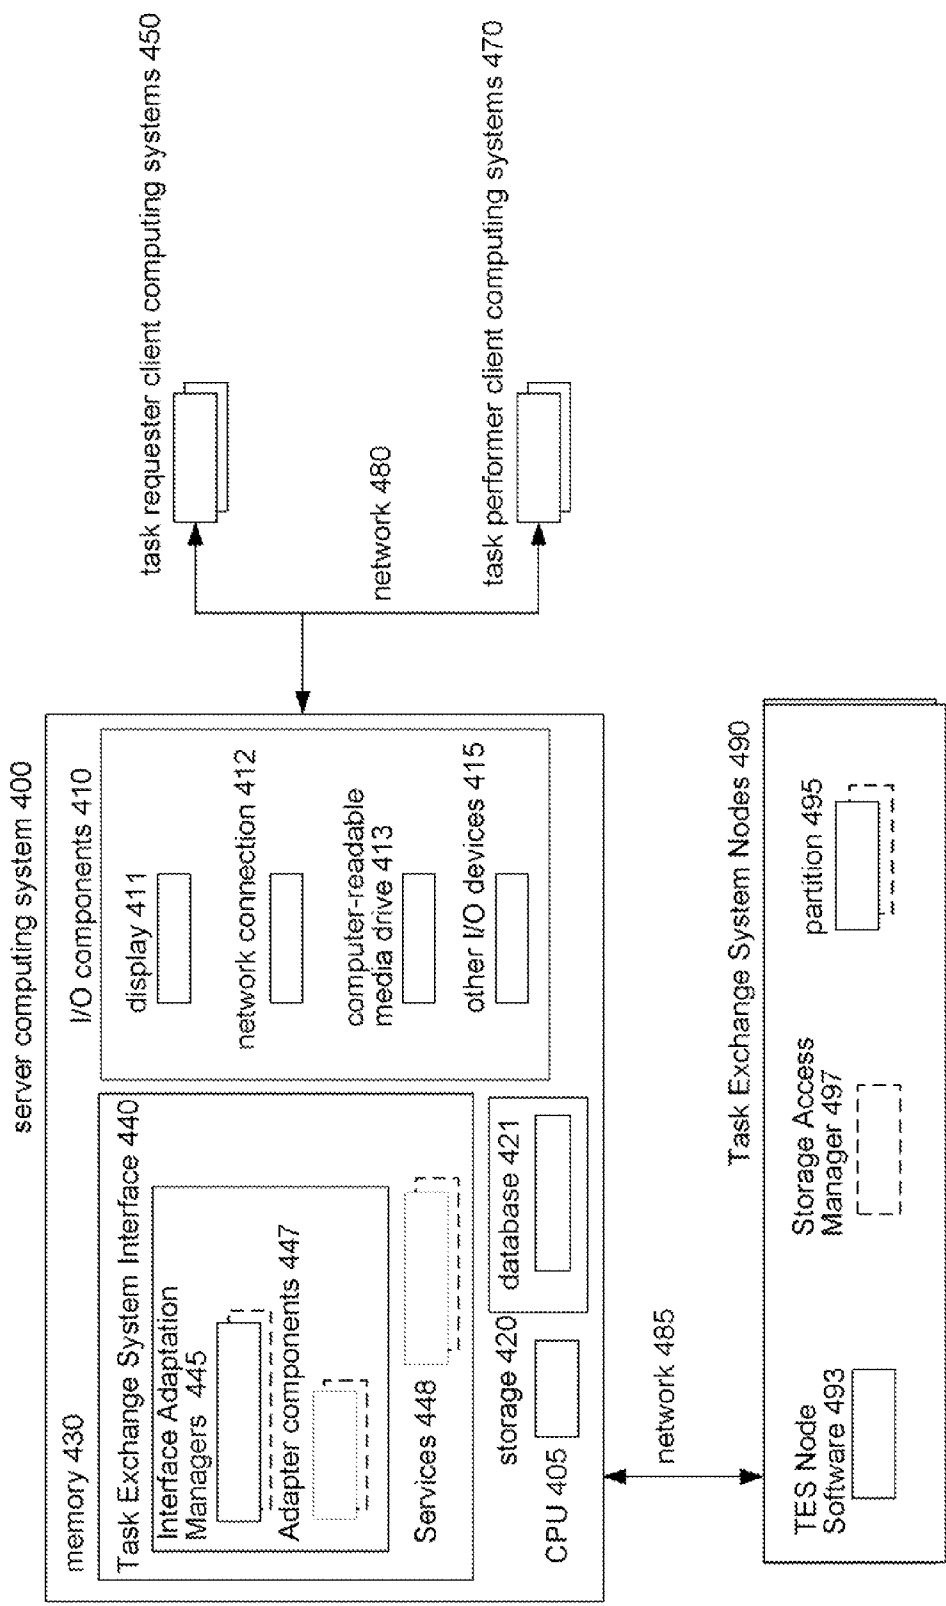 server computing system 400
memory 430
Task Exchange System Interface 440
Interface Adaptation
Managers 445
Adapter components 447
Services 448
CPU 405
storage 420
database 421
I/O components 410
display 411
network connection 412
computer-readable
media drive 413
other I/O devices 415
task requester client computing systems 450
network 480
task performer client computing systems 470
network 485
Task Exchange System Nodes 490
TES Node
Software 493
Storage Access
Manager 497
partition 495